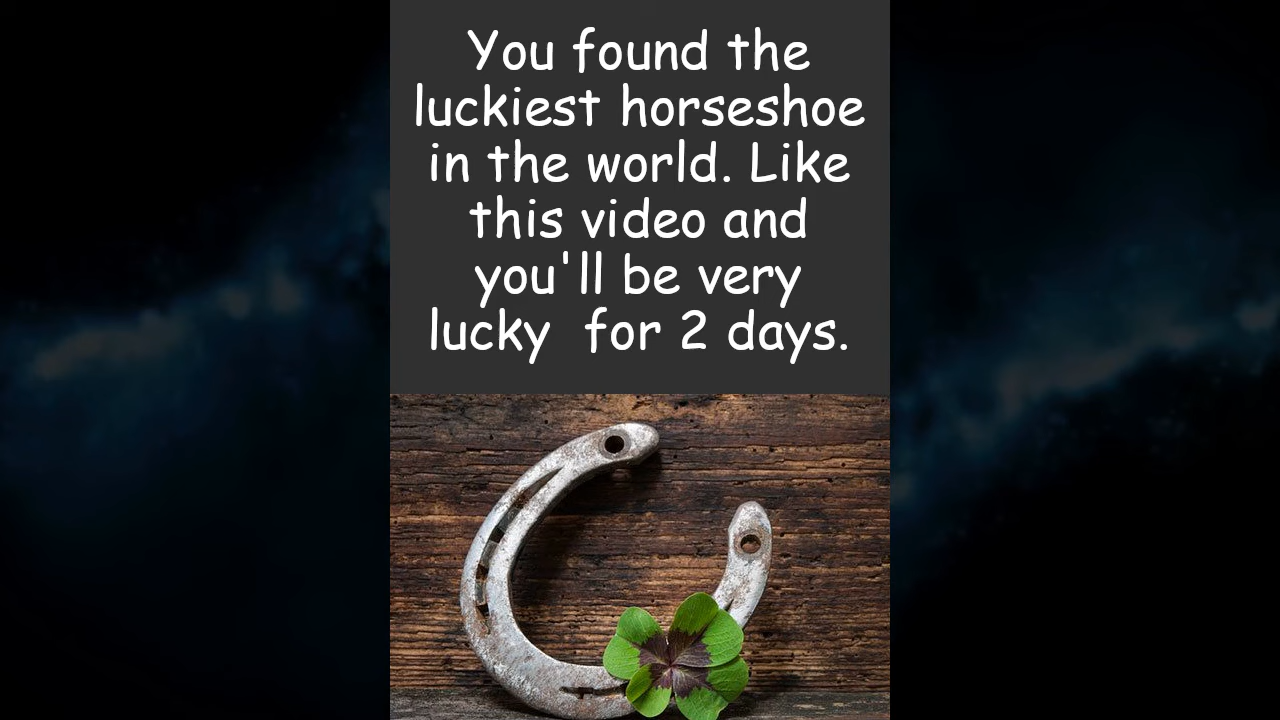 You found the
luckiest horseshoe
in the world. Like
this video and
you'll be very
lucky  for 2 days.